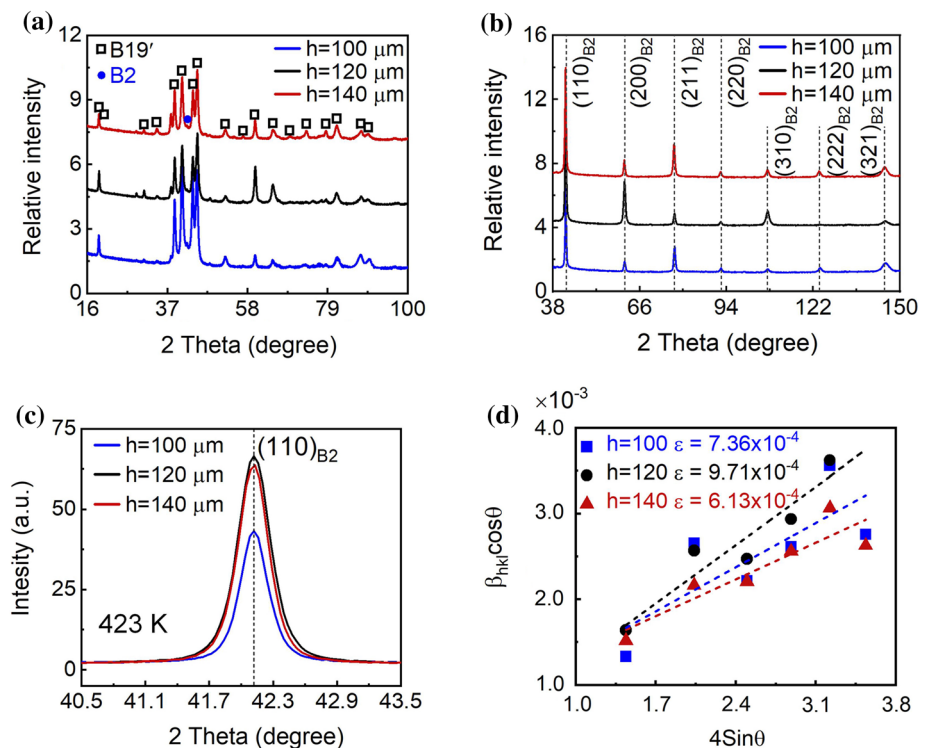 (a)
Relative intensity
12
9
6
3
0
B19′
B2
h=100 μm
h=120 μm
h=140 μm
16 37 58 79 100
2 Theta (degree)
(b)
Relative intensity
16
12
8
4
0
(110)B2
(200)B2
(211)B2
(220)B2
(310)B2
(222)B2
(321)B2
h=100 μm
h=120 μm
h=140 μm
38 66 94 122 150
2 Theta (degree)
(c)
Intesity (a.u.)
75
50
25
0
h=100 μm
h=120 μm
h=140 μm
(110)B2
423 K
40.5 41.1 41.7 42.3 42.9 43.5
2 Theta (degree)
(d)
×10⁻³
βhklcosθ
4.0
3.0
2.0
1.0
h=100 ε = 7.36x10⁻⁴
h=120 ε = 9.71x10⁻⁴
h=140 ε = 6.13x10⁻⁴
1.0 1.7 2.4 3.1 3.8
4Sinθ